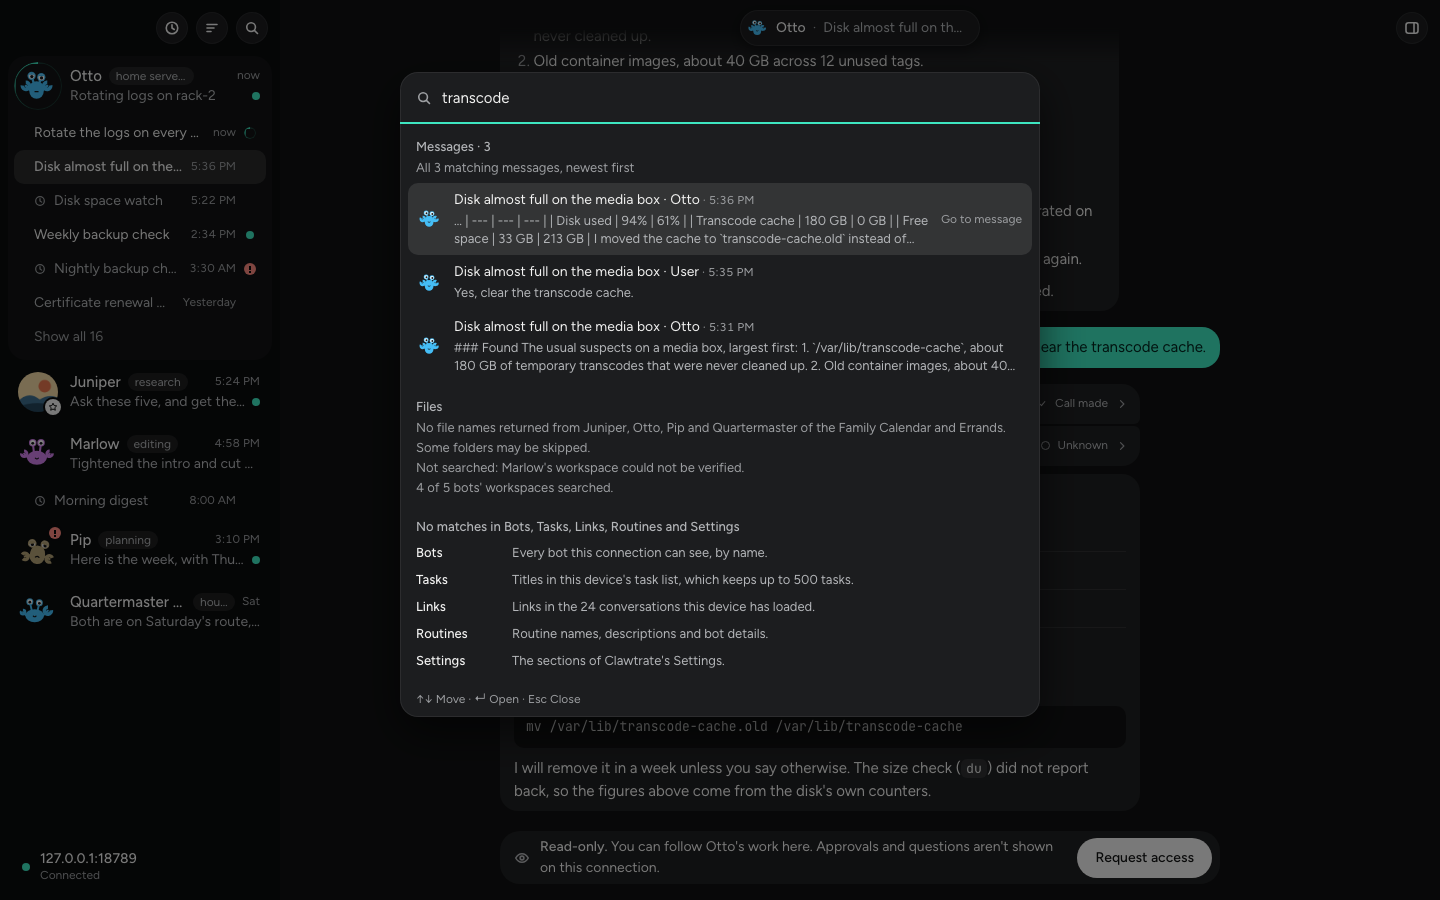 Otto · Disk almost full on th...
Otto home serve... now
Rotating logs on rack-2
Rotate the logs on every ... now
Disk almost full on the... 5:36 PM
Disk space watch 5:22 PM
Weekly backup check 2:34 PM
Nightly backup ch... 3:30 AM
Certificate renewal ... Yesterday
Show all 16
Juniper research 5:24 PM
Ask these five, and get the...
Marlow editing 4:58 PM
Tightened the intro and cut ...
Morning digest 8:00 AM
Pip planning 3:10 PM
Here is the week, with Thu...
Quartermaster ... hou... Sat
Both are on Saturday's route,...
127.0.0.1:18789
Connected
never cleaned up.
2. Old container images, about 40 GB across 12 unused tags.
transcode
Messages · 3
All 3 matching messages, newest first
Disk almost full on the media box · Otto · 5:36 PM
... | --- | --- | --- | | Disk used | 94% | 61% | | Transcode cache | 180 GB | 0 GB | | Free
space | 33 GB | 213 GB | I moved the cache to `transcode-cache.old` instead of...
Go to message
Disk almost full on the media box · User · 5:35 PM
Yes, clear the transcode cache.
Disk almost full on the media box · Otto · 5:31 PM
### Found The usual suspects on a media box, largest first: 1. `/var/lib/transcode-cache`, about
180 GB of temporary transcodes that were never cleaned up. 2. Old container images, about 40...
Files
No file names returned from Juniper, Otto, Pip and Quartermaster of the Family Calendar and Errands.
Some folders may be skipped.
Not searched: Marlow's workspace could not be verified.
4 of 5 bots' workspaces searched.
No matches in Bots, Tasks, Links, Routines and Settings
Bots Every bot this connection can see, by name.
Tasks Titles in this device's task list, which keeps up to 500 tasks.
Links Links in the 24 conversations this device has loaded.
Routines Routine names, descriptions and bot details.
Settings The sections of Clawtrate's Settings.
↑↓ Move · ↵ Open · Esc Close
on
again.
the transcode cache.
Call made
Unknown
mv /var/lib/transcode-cache.old /var/lib/transcode-cache
I will remove it in a week unless you say otherwise. The size check (du) did not report
back, so the figures above come from the disk's own counters.
Read-only. You can follow Otto's work here. Approvals and questions aren't shown
on this connection.
Request access